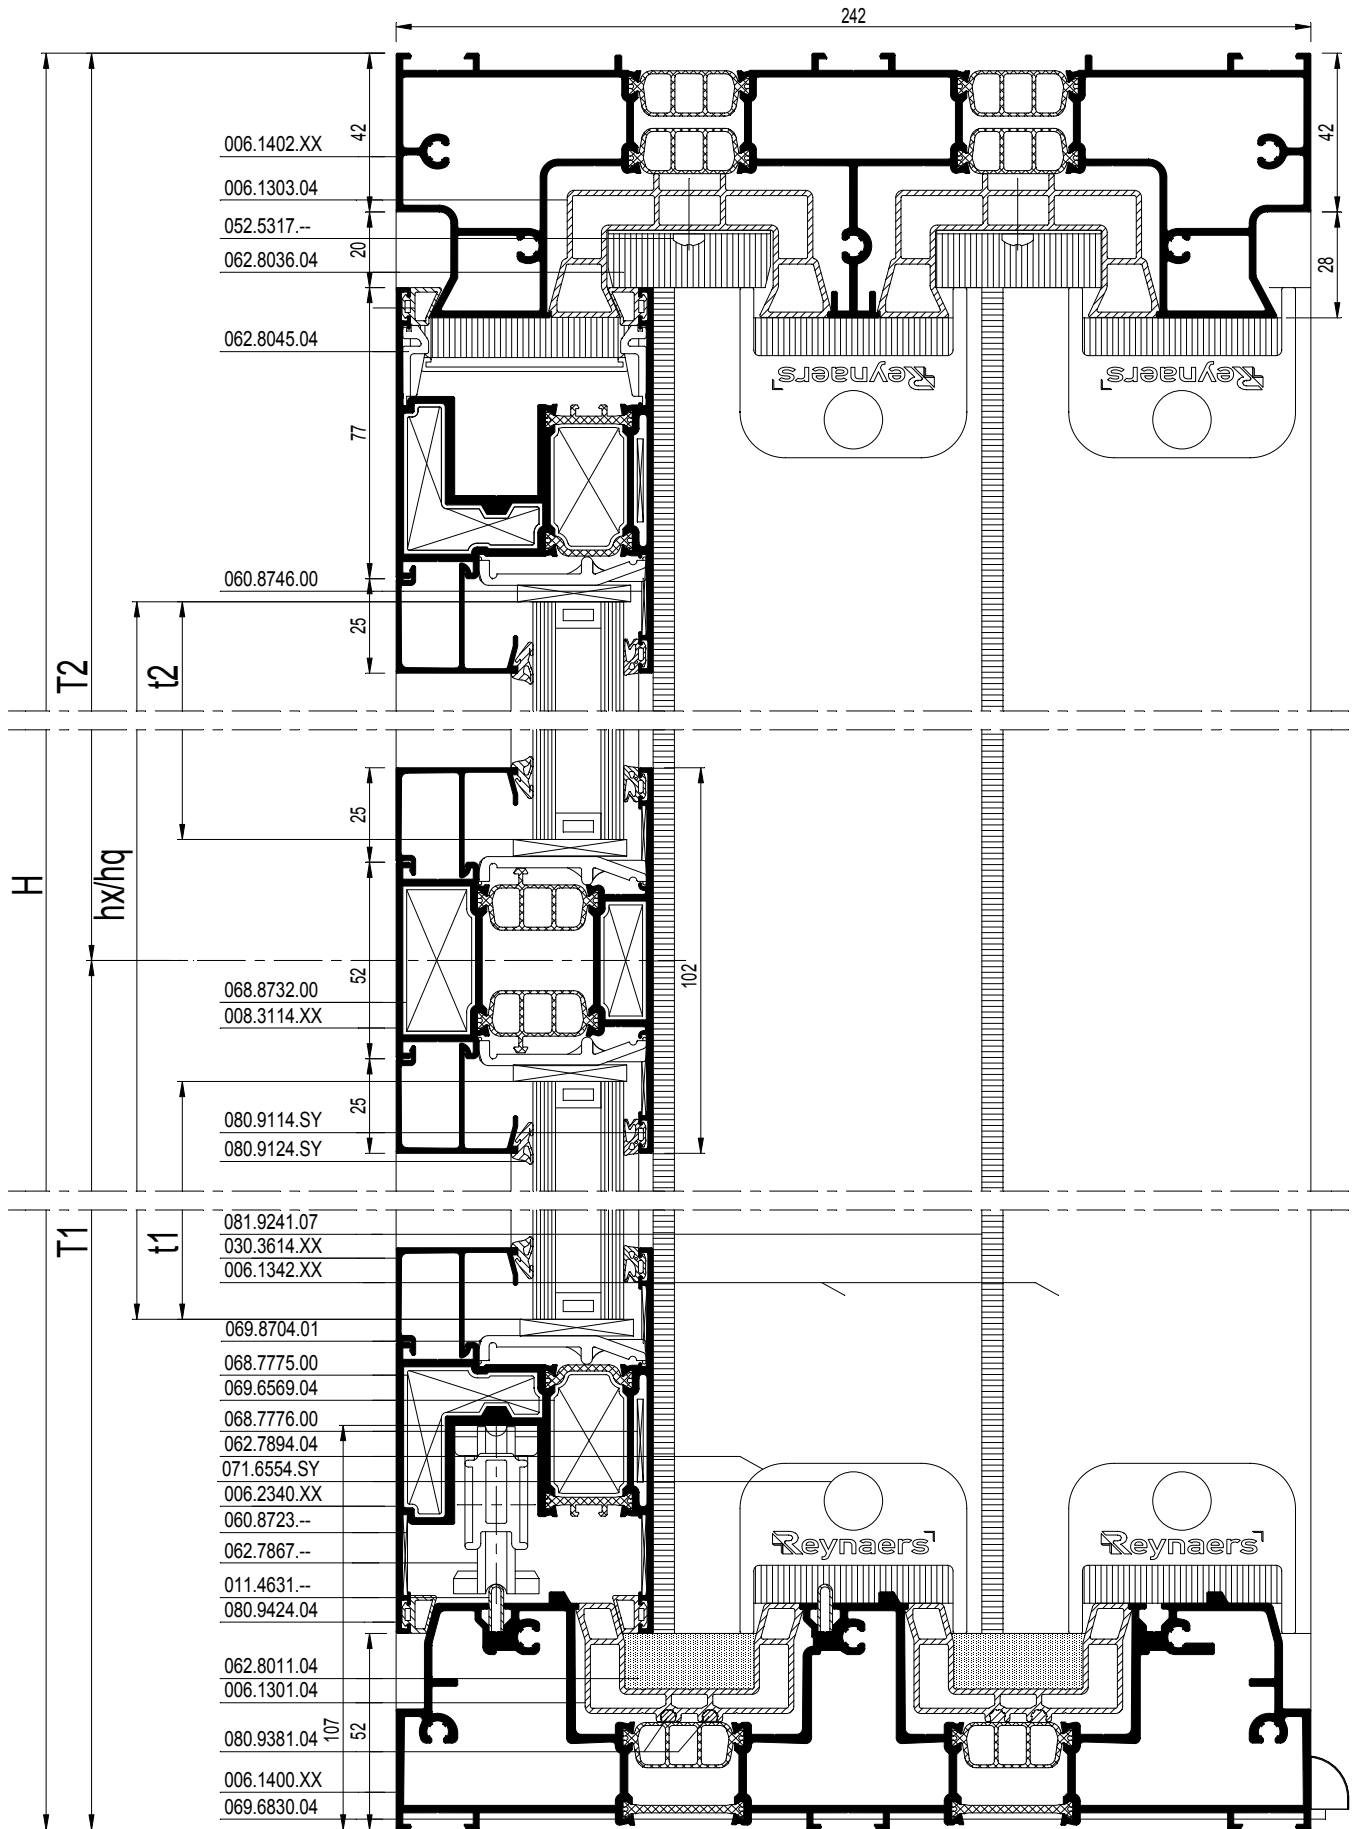 242
42
006.1402.XX
42
006.1303.04
052.5317.--
20
062.8036.04
28
062.8045.04
Reynaers
Reynaers
77
060.8746.00
25
T2
t2
25
H
hx/hq
52
102
068.8732.00
008.3114.XX
25
080.9114.SY
080.9124.SY
T1
t1
081.9241.07
030.3614.XX
006.1342.XX
069.8704.01
068.7775.00
069.6569.04
068.7776.00
062.7894.04
071.6554.SY
006.2340.XX
060.8723.--
Reynaers
Reynaers
062.7867.--
011.4631.--
080.9424.04
062.8011.04
006.1301.04
107
52
080.9381.04
006.1400.XX
069.6830.04